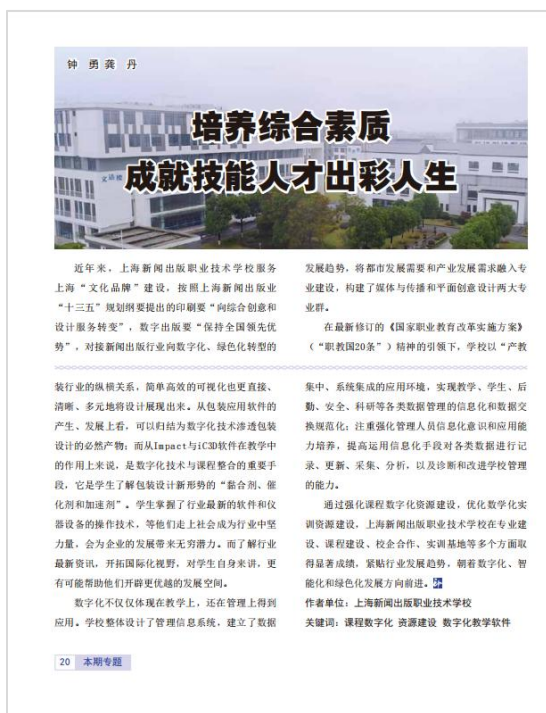 钟 勇 龚 丹
培养综合素质
成就技能人才出彩人生
近年来，上海新闻出版职业技术学校服务
上海“文化品牌”建设，按照上海新闻出版业
“十三五”规划纲要提出的印刷要“向综合创意和
设计服务转变”，数字出版要“保持全国领先优
势”，对接新闻出版行业向数字化、绿色化转型的
发展趋势，将都市发展需要和产业发展需求融入专
业建设，构建了媒体与传播和平面创意设计两大专
业群。
在最新修订的《国家职业教育改革实施方案》
（“职教国20条”）精神的引领下，学校以“产教
装行业的纵横关系，简单高效的可视化也更直接、
清晰、多元地将设计展现出来。从包装应用软件的
产生、发展上看，可以归结为数字化技术渗透包装
设计的必然产物；而从Impact与iC3D软件在教学中
的作用上来说，是数字化技术与课程整合的重要手
段，它是学生了解包装设计新形势的“黏合剂、催
化剂和加速剂”。学生掌握了行业最新的软件和仪
器设备的操作技术，等他们走上社会成为行业中坚
力量，会为企业的发展带来无穷潜力。而了解行业
最新资讯，开拓国际化视野，对学生自身来讲，更
有可能帮助他们开辟更优越的发展空间。
数字化不仅仅体现在教学上，还在管理上得到
应用。学校整体设计了管理信息系统，建立了数据
集中、系统集成的应用环境，实现教学、学生、后
勤、安全、科研等各类数据管理的信息化和数据交
换规范化；注重强化管理人员信息化意识和应用能
力培养，提高运用信息化手段对各类数据进行记
录、更新、采集、分析，以及诊断和改进学校管理
的能力。
通过强化课程数字化资源建设，优化数字化实
训资源建设，上海新闻出版职业技术学校在专业建
设、课程建设、校企合作、实训基地等多个方面取
得显著成绩，紧贴行业发展趋势，朝着数字化、智
能化和绿色化发展方向前进。
作者单位：上海新闻出版职业技术学校
关键词：课程数字化 资源建设 数字化教学软件
20 本期专题